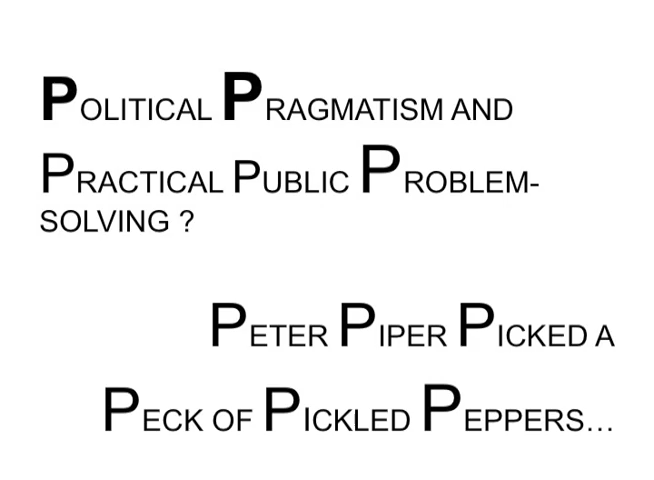 POLITICAL PRAGMATISM AND
PRACTICAL PUBLIC PROBLEM-
SOLVING ?
PETER PIPER PICKED A
PECK OF PICKLED PEPPERS...